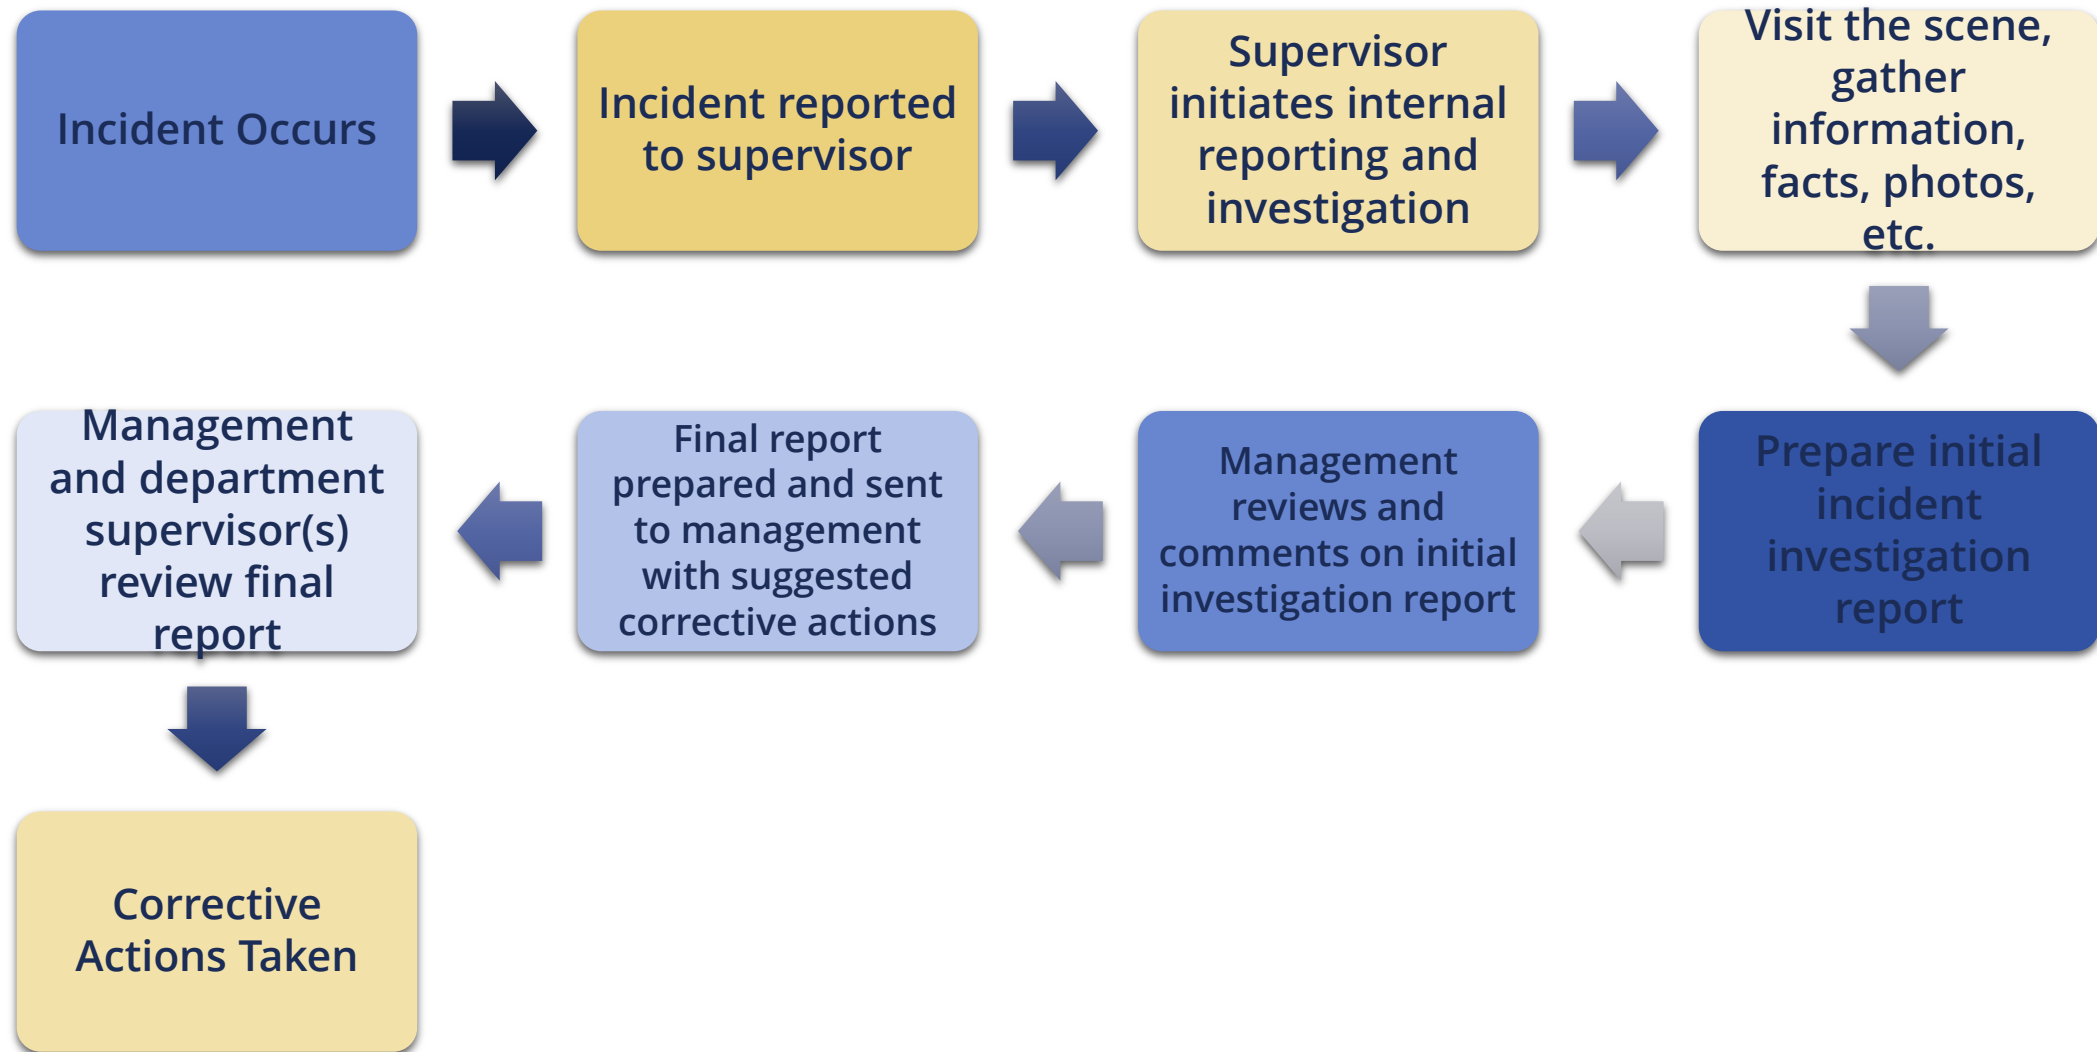 Incident Occurs
Incident reported
to supervisor
Supervisor
initiates internal
reporting and
investigation
Visit the scene,
gather
information,
facts, photos,
etc.
Prepare initial
incident
investigation
report
Management
reviews and
comments on initial
investigation report
Final report
prepared and sent
to management
with suggested
corrective actions
Management
and department
supervisor(s)
review final
report
Corrective
Actions Taken